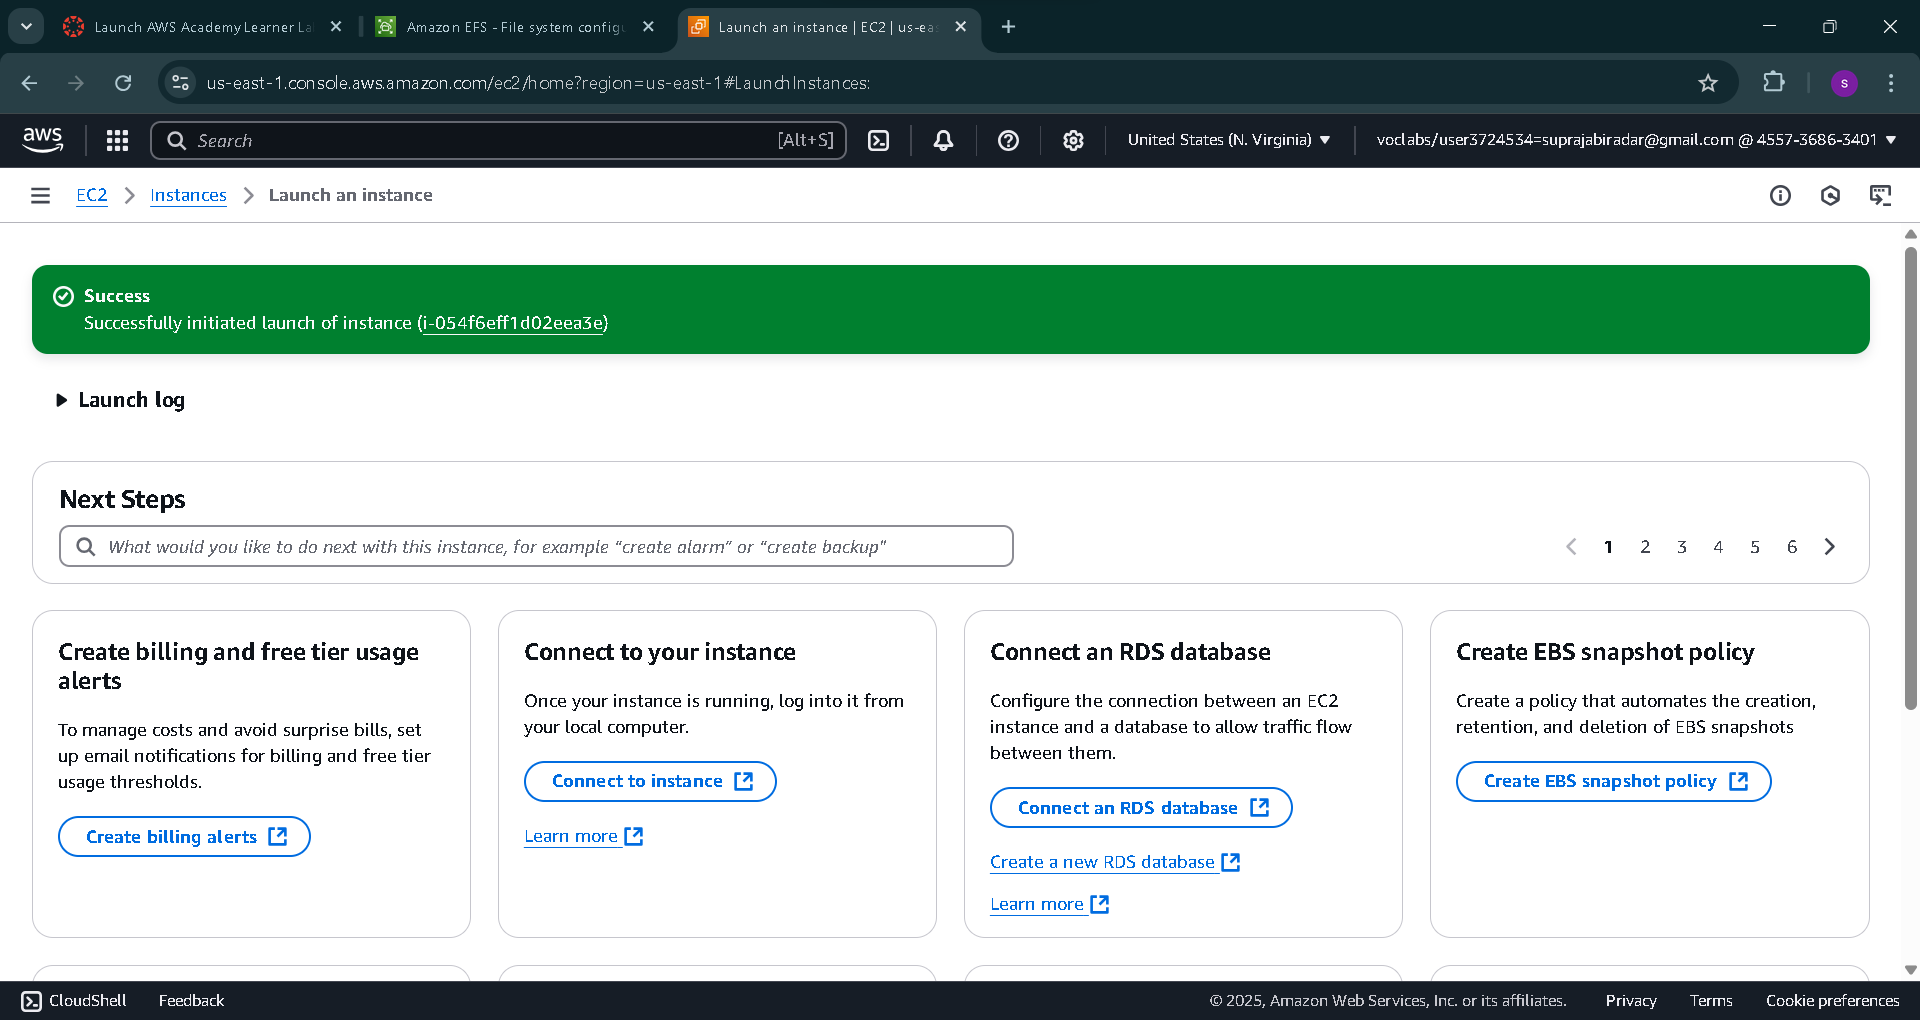 Launch AWS Academy Learner La
Amazon EFS - File system configu
Launch an instance | EC2 | us-eas
us-east-1.console.aws.amazon.com/ec2/home?region=us-east-1#LaunchInstances:
S
aws
Search
[Alt+S]
United States (N. Virginia)
voclabs/user3724534=suprajabiradar@gmail.com @ 4557-3686-3401
EC2
Instances
Launch an instance
Success
Successfully initiated launch of instance (i-054f6eff1d02eea3e)
Launch log
Next Steps
What would you like to do next with this instance, for example “create alarm” or “create backup"
1 2 3 4 5 6
Create billing and free tier usage
alerts
To manage costs and avoid surprise bills, set
up email notifications for billing and free tier
usage thresholds.
Create billing alerts
Connect to your instance
Once your instance is running, log into it from
your local computer.
Connect to instance
Learn more
Connect an RDS database
Configure the connection between an EC2
instance and a database to allow traffic flow
between them.
Connect an RDS database
Create a new RDS database
Learn more
Create EBS snapshot policy
Create a policy that automates the creation,
retention, and deletion of EBS snapshots
Create EBS snapshot policy
CloudShell
Feedback
© 2025, Amazon Web Services, Inc. or its affiliates.
Privacy
Terms
Cookie preferences